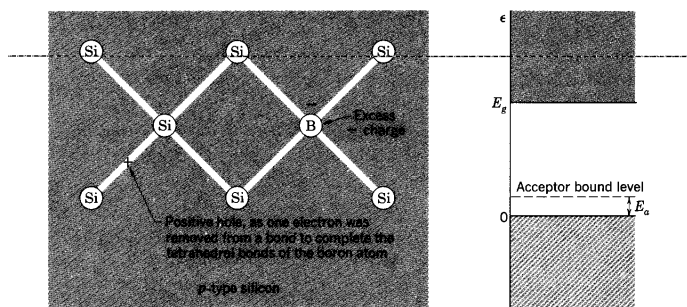 Si
Si
Si
Si
B
Excess
− charge
Si
Si
Si
+
Positive hole, as one electron was
removed from a bond to complete the
tetrahedral bonds of the boron atom
p-type silicon
ϵ
E_g
Acceptor bound level
E_a
0